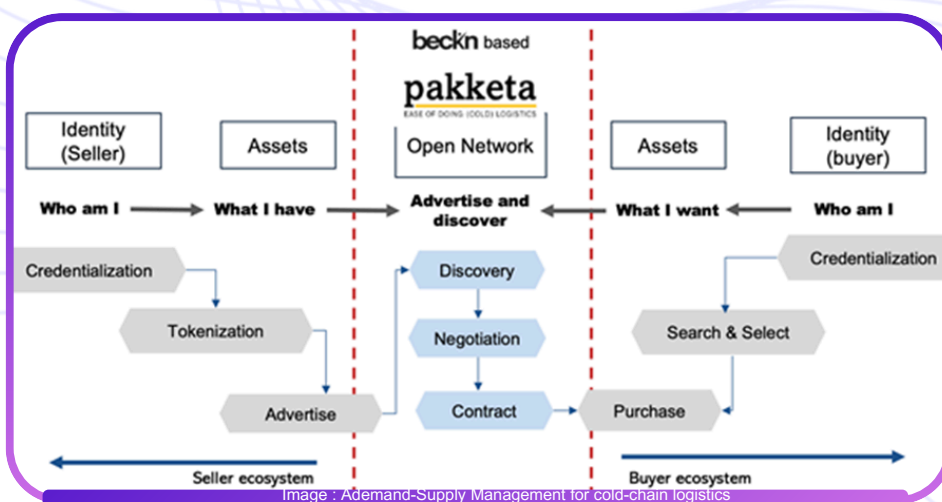 beckn based
pakketa
EASE OF DOING (COLD) LOGISTICS
Identity
(Seller)
Assets
Open Network
Assets
Identity
(buyer)
Who am I
What I have
Advertise and
discover
What I want
Who am I
Credentialization
Discovery
Credentialization
Tokenization
Negotiation
Search & Select
Advertise
Contract
Purchase
Seller ecosystem
Buyer ecosystem
Image : Ademand-Supply Management for cold-chain logistics